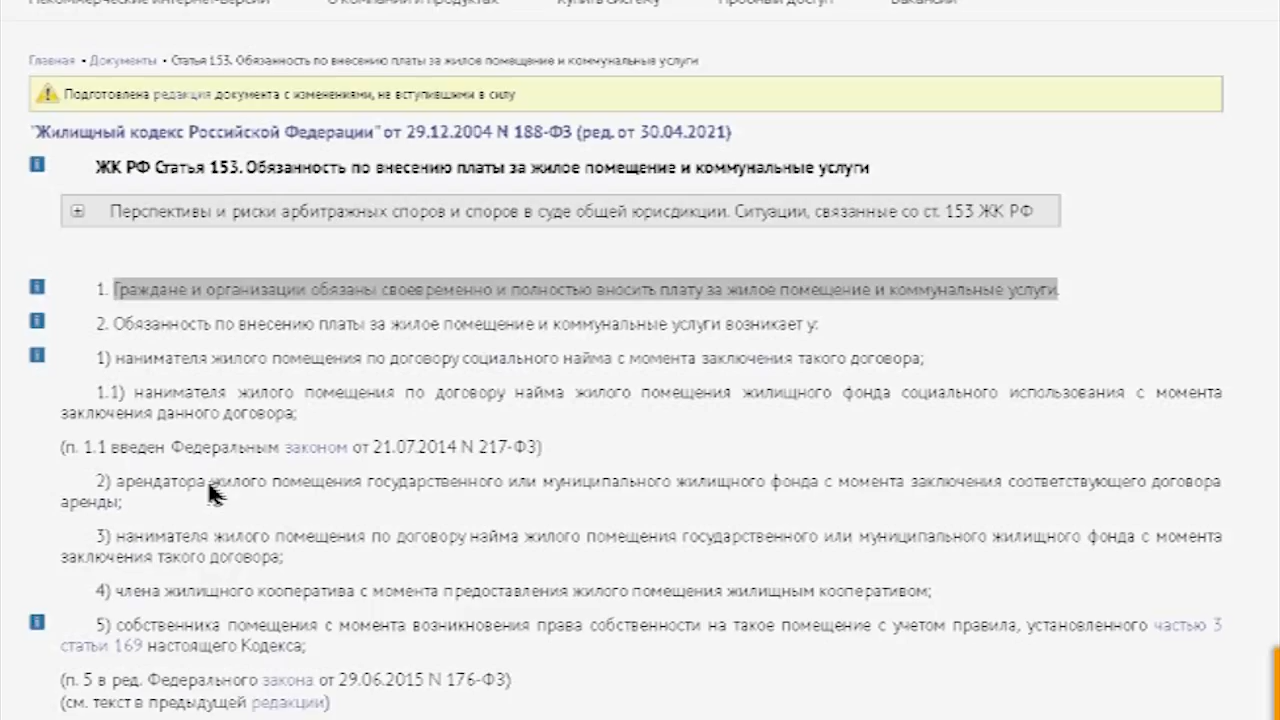 Некоммерческие интернет-версии О компании и продуктах Купить систему Пробный доступ Вакансии
Главная • Документы • Статья 153. Обязанность по внесению платы за жилое помещение и коммунальные услуги
Подготовлена редакция документа с изменениями, не вступившими в силу
"Жилищный кодекс Российской Федерации" от 29.12.2004 N 188-ФЗ (ред. от 30.04.2021)
ЖК РФ Статья 153. Обязанность по внесению платы за жилое помещение и коммунальные услуги
Перспективы и риски арбитражных споров и споров в суде общей юрисдикции. Ситуации, связанные со ст. 153 ЖК РФ
1. Граждане и организации обязаны своевременно и полностью вносить плату за жилое помещение и коммунальные услуги.
2. Обязанность по внесению платы за жилое помещение и коммунальные услуги возникает у:
1) нанимателя жилого помещения по договору социального найма с момента заключения такого договора;
1.1) нанимателя жилого помещения по договору найма жилого помещения жилищного фонда социального использования с момента
заключения данного договора;
(п. 1.1 введен Федеральным законом от 21.07.2014 N 217-ФЗ)
2) арендатора жилого помещения государственного или муниципального жилищного фонда с момента заключения соответствующего договора
аренды;
3) нанимателя жилого помещения по договору найма жилого помещения государственного или муниципального жилищного фонда с момента
заключения такого договора;
4) члена жилищного кооператива с момента предоставления жилого помещения жилищным кооперативом;
5) собственника помещения с момента возникновения права собственности на такое помещение с учетом правила, установленного частью 3
статьи 169 настоящего Кодекса;
(п. 5 в ред. Федерального закона от 29.06.2015 N 176-ФЗ)
(см. текст в предыдущей редакции)